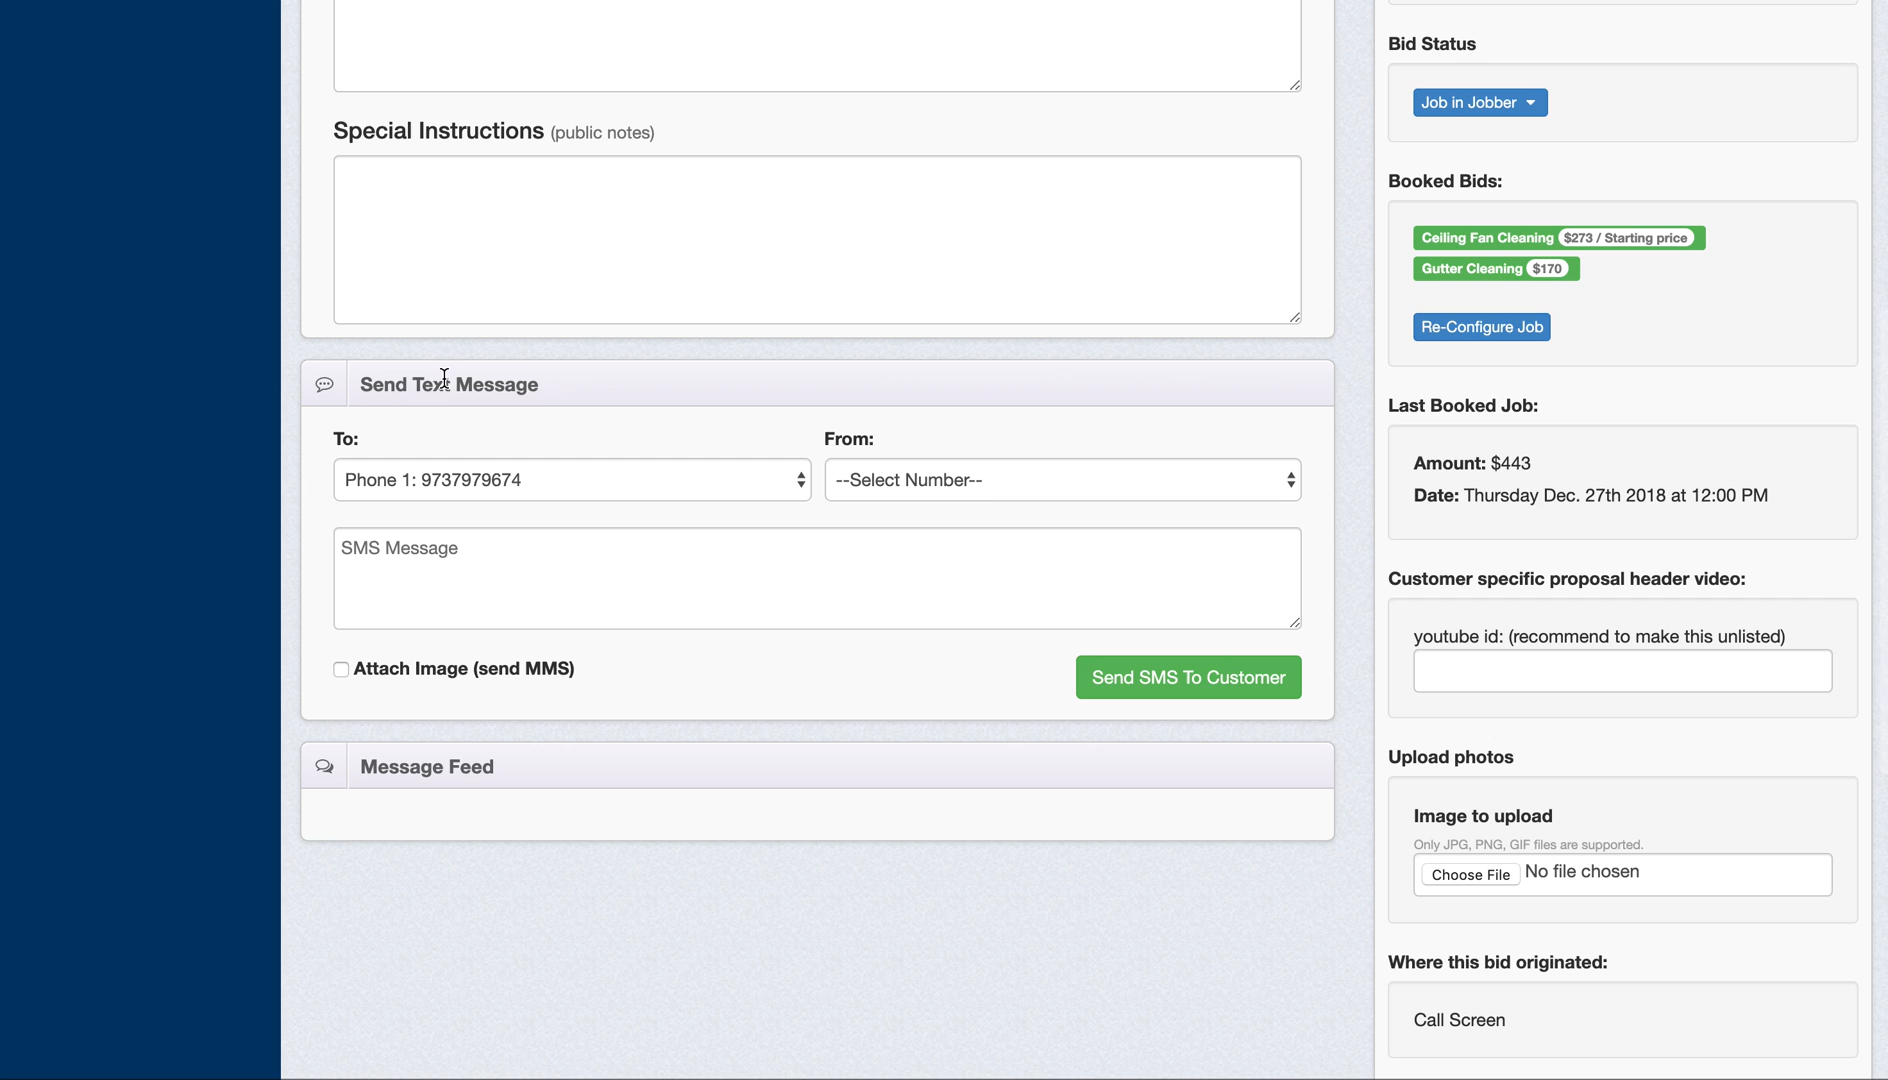 Special Instructions (public notes)
Send Text Message
To:
From:
Phone 1: 9737979674
--Select Number--
SMS Message
Attach Image (send MMS)
Send SMS To Customer
Message Feed
Bid Status
Job in Jobber
Booked Bids:
Ceiling Fan Cleaning $273 / Starting price
Gutter Cleaning $170
Re-Configure Job
Last Booked Job:
Amount: $443
Date: Thursday Dec. 27th 2018 at 12:00 PM
Customer specific proposal header video:
youtube id: (recommend to make this unlisted)
Upload photos
Image to upload
Only JPG, PNG, GIF files are supported.
Choose File No file chosen
Where this bid originated:
Call Screen